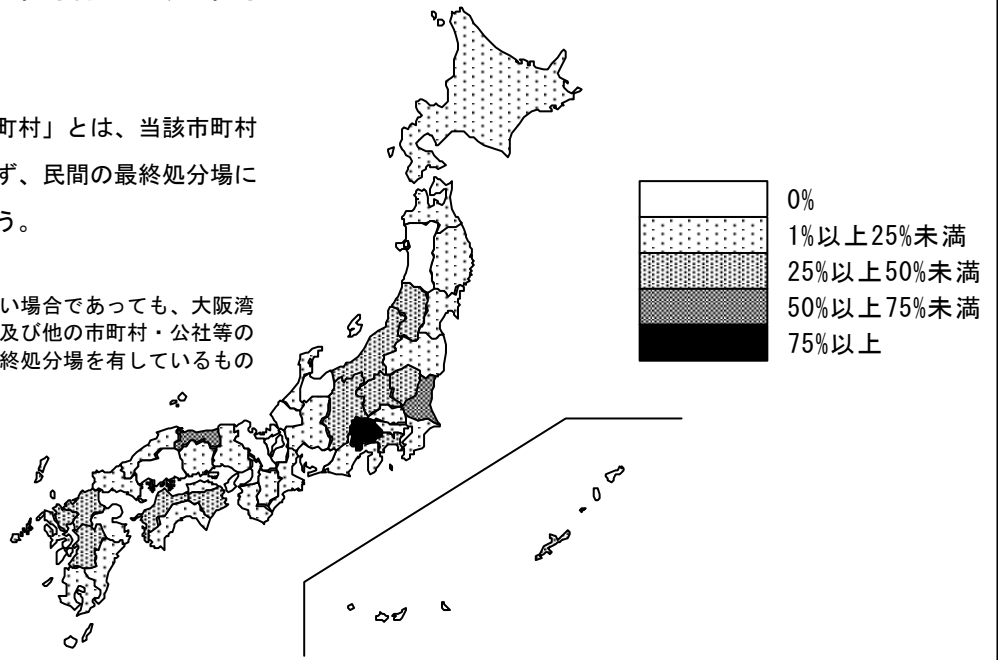 町村」とは、当該市町村
ず、民間の最終処分場に
う。
い場合であっても、大阪湾
及び他の市町村・公社等の
終処分場を有しているもの
0%
1%以上25%未満
25%以上50%未満
50%以上75%未満
75%以上